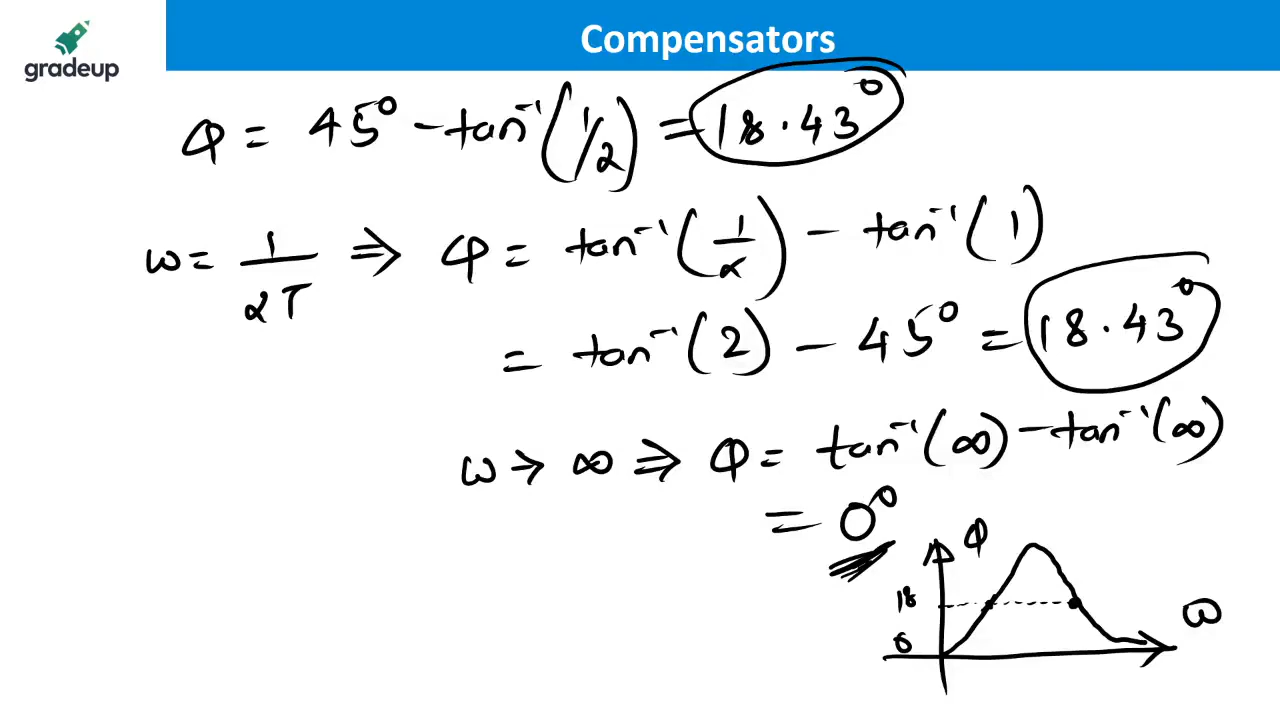 Compensators
gradeup
φ = 45° - tan⁻¹(1/2) = 18.43°
ω = 1/αT ⇒ φ = tan⁻¹(1/α) - tan⁻¹(1)
= tan⁻¹(2) - 45° = 18.43°
ω → ∞ ⇒ φ = tan⁻¹(∞) - tan⁻¹(∞)
= 0°
φ
18
0
ω